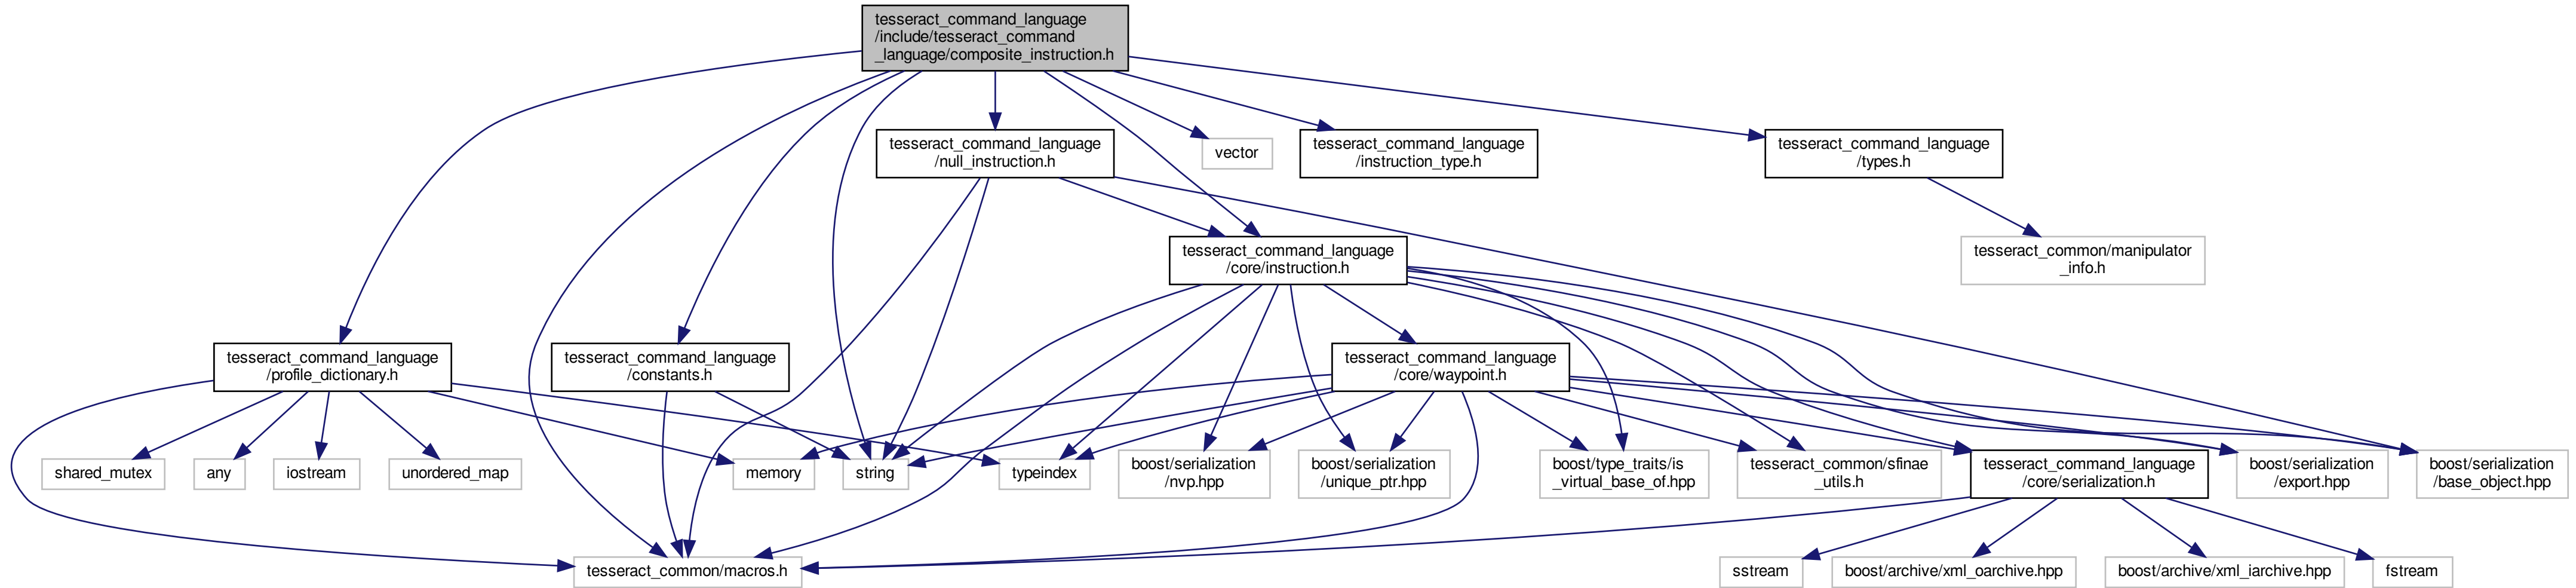 tesseract_command_language
/include/tesseract_command
_language/composite_instruction.h
tesseract_command_language
/null_instruction.h
vector
tesseract_command_language
/instruction_type.h
tesseract_command_language
/types.h
tesseract_command_language
/core/instruction.h
tesseract_common/manipulator
_info.h
tesseract_command_language
/profile_dictionary.h
tesseract_command_language
/constants.h
tesseract_command_language
/core/waypoint.h
shared_mutex
any
iostream
unordered_map
memory
string
typeindex
boost/serialization
/nvp.hpp
boost/serialization
/unique_ptr.hpp
boost/type_traits/is
_virtual_base_of.hpp
tesseract_common/sfinae
_utils.h
tesseract_command_language
/core/serialization.h
boost/serialization
/export.hpp
boost/serialization
/base_object.hpp
tesseract_common/macros.h
sstream
boost/archive/xml_oarchive.hpp
boost/archive/xml_iarchive.hpp
fstream